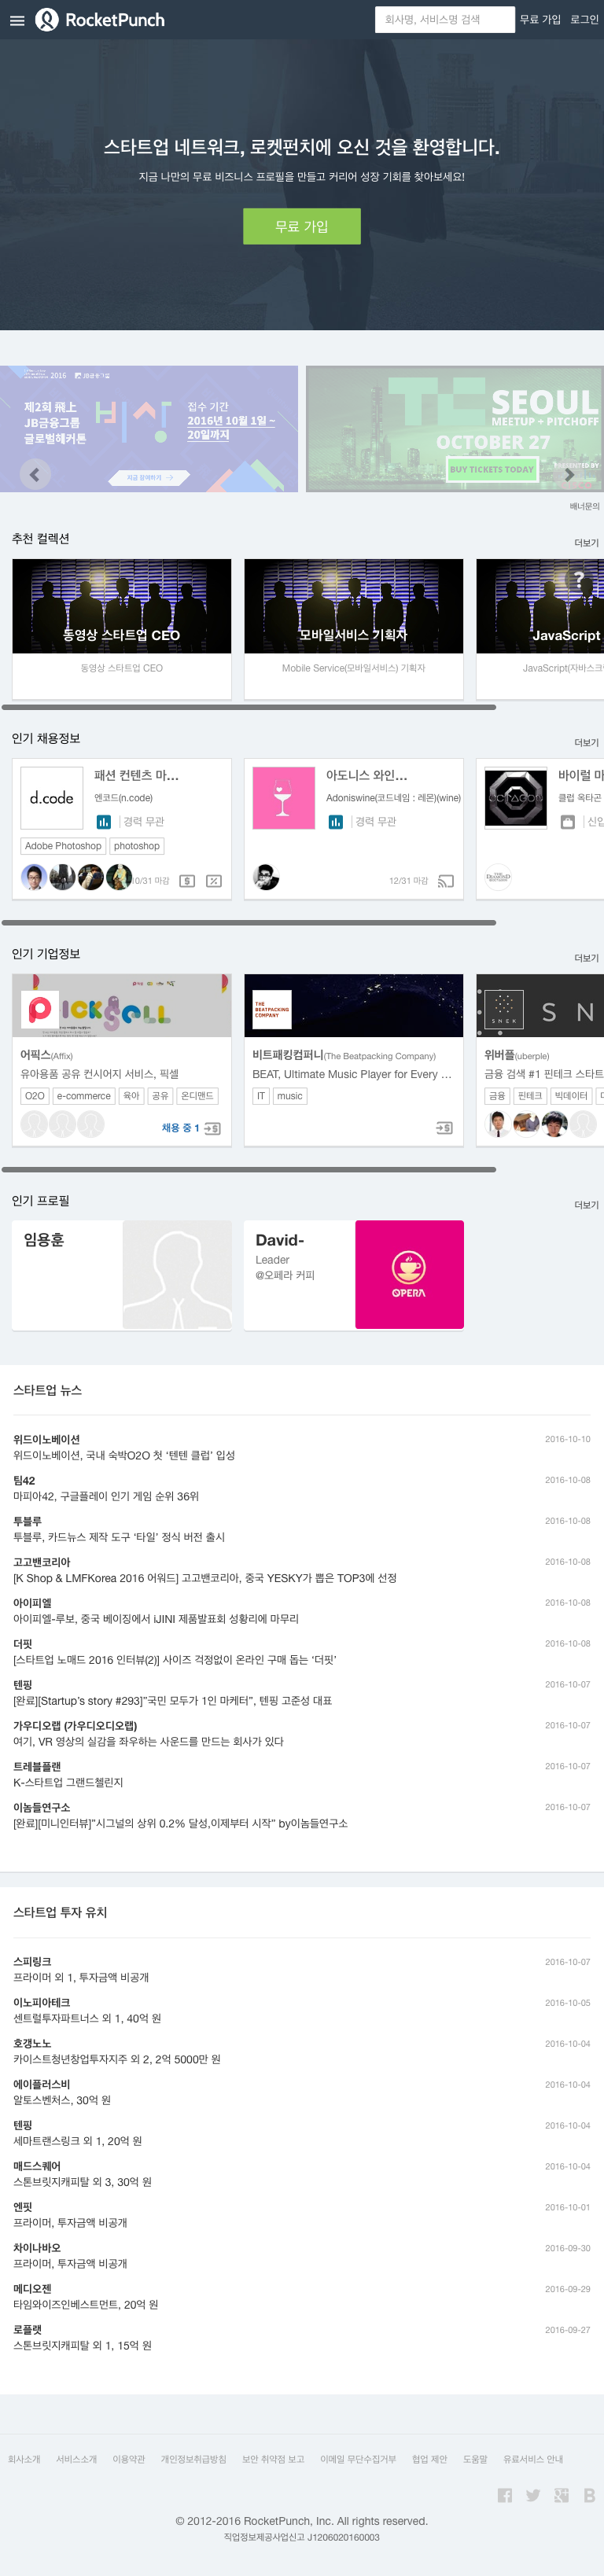 RocketPunch
회사명, 서비스명 검색
무료 가입
로그인
스타트업 네트워크, 로켓펀치에 오신 것을 환영합니다.
지금 나만의 무료 비즈니스 프로필을 만들고 커리어 성장 기회를 찾아보세요!
무료 가입
2016 JB금융그룹
제2회 飛上
JB금융그룹
글로벌해커톤
비상
접수 기간
2016년 10월 1일 ~
20일까지
지금 참여하기
TE SEOUL
MEETUP + PITCHOFF
OCTOBER 27
BUY TICKETS TODAY
PRESENTED BY
배너문의
추천 컬렉션
더보기
동영상 스타트업 CEO
동영상 스타트업 CEO
모바일서비스 기획자
Mobile Service(모바일서비스) 기획자
?
JavaScript
JavaScript(자바스크
인기 채용정보
더보기
d.code
패션 컨텐츠 마...
엔코드(n.code)
경력 무관
Adobe Photoshop
photoshop
10/31 마감
아도니스 와인...
Adoniswine(코드네임 : 레몬)(wine)
경력 무관
12/31 마감
OCTAGON
바이럴 마
클럽 옥타곤
신입
인기 기업정보
더보기
PICKSELL
어픽스(Affix)
유아용품 공유 컨시어지 서비스, 픽셀
O2O
e-commerce
육아
공유
온디맨드
채용 중 1
THE
BEATPACKING
COMPANY
비트패킹컴퍼니(The Beatpacking Company)
BEAT, Ultimate Music Player for Every ...
IT
music
SNEK
S N
위버플(uberple)
금융 검색 #1 핀테크 스타트
금융
핀테크
빅데이터
인기 프로필
더보기
임용훈
David-
Leader
@오페라 커피
OPERA
스타트업 뉴스
위드이노베이션
2016-10-10
위드이노베이션, 국내 숙박O2O 첫 ‘텐텐 클럽’ 입성
팀42
2016-10-08
마피아42, 구글플레이 인기 게임 순위 36위
투블루
2016-10-08
투블루, 카드뉴스 제작 도구 ‘타일’ 정식 버전 출시
고고밴코리아
2016-10-08
[K Shop & LMFKorea 2016 어워드] 고고밴코리아, 중국 YESKY가 뽑은 TOP3에 선정
아이피엘
2016-10-08
아이피엘-루보, 중국 베이징에서 iJINI 제품발표회 성황리에 마무리
더핏
2016-10-08
[스타트업 노매드 2016 인터뷰(2)] 사이즈 걱정없이 온라인 구매 돕는 ‘더핏’
텐핑
2016-10-07
[완료][Startup’s story #293]”국민 모두가 1인 마케터”, 텐핑 고준성 대표
가우디오랩 (가우디오디오랩)
2016-10-07
여기, VR 영상의 실감을 좌우하는 사운드를 만드는 회사가 있다
트레블플랜
2016-10-07
K-스타트업 그랜드챌린지
이놈들연구소
2016-10-07
[완료][미니인터뷰]”시그널의 상위 0.2% 달성,이제부터 시작” by이놈들연구소
스타트업 투자 유치
스피링크
2016-10-07
프라이머 외 1, 투자금액 비공개
이노피아테크
2016-10-05
센트럴투자파트너스 외 1, 40억 원
호갱노노
2016-10-04
카이스트청년창업투자지주 외 2, 2억 5000만 원
에이플러스비
2016-10-04
알토스벤처스, 30억 원
텐핑
2016-10-04
세마트랜스링크 외 1, 20억 원
매드스퀘어
2016-10-04
스톤브릿지캐피탈 외 3, 30억 원
엔핏
2016-10-01
프라이머, 투자금액 비공개
차이나바오
2016-09-30
프라이머, 투자금액 비공개
메디오젠
2016-09-29
타임와이즈인베스트먼트, 20억 원
로플랫
2016-09-27
스톤브릿지캐피탈 외 1, 15억 원
회사소개
서비스소개
이용약관
개인정보취급방침
보안 취약점 보고
이메일 무단수집거부
협업 제안
도움말
유료서비스 안내
© 2012-2016 RocketPunch, Inc. All rights reserved.
직업정보제공사업신고 J1206020160003